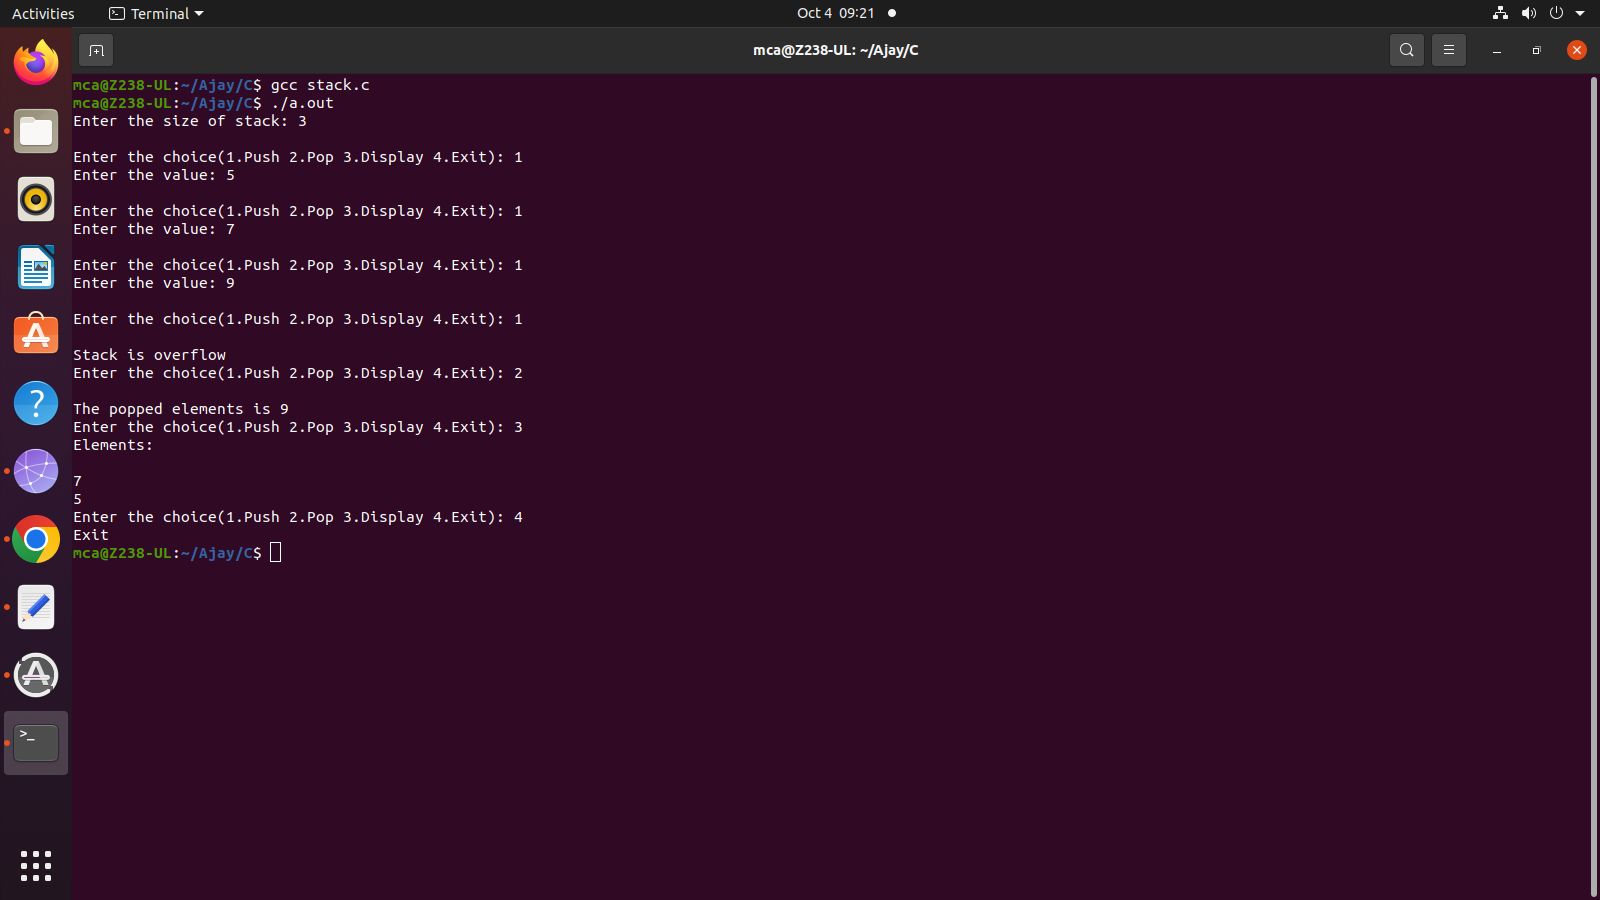 Activities Terminal Oct 4 09:21
mca@Z238-UL: ~/Ajay/C
mca@Z238-UL:~/Ajay/C$ gcc stack.c
mca@Z238-UL:~/Ajay/C$ ./a.out
Enter the size of stack: 3
Enter the choice(1.Push 2.Pop 3.Display 4.Exit): 1
Enter the value: 5
Enter the choice(1.Push 2.Pop 3.Display 4.Exit): 1
Enter the value: 7
Enter the choice(1.Push 2.Pop 3.Display 4.Exit): 1
Enter the value: 9
Enter the choice(1.Push 2.Pop 3.Display 4.Exit): 1
Stack is overflow
Enter the choice(1.Push 2.Pop 3.Display 4.Exit): 2
The popped elements is 9
Enter the choice(1.Push 2.Pop 3.Display 4.Exit): 3
Elements:
7
5
Enter the choice(1.Push 2.Pop 3.Display 4.Exit): 4
Exit
mca@Z238-UL:~/Ajay/C$